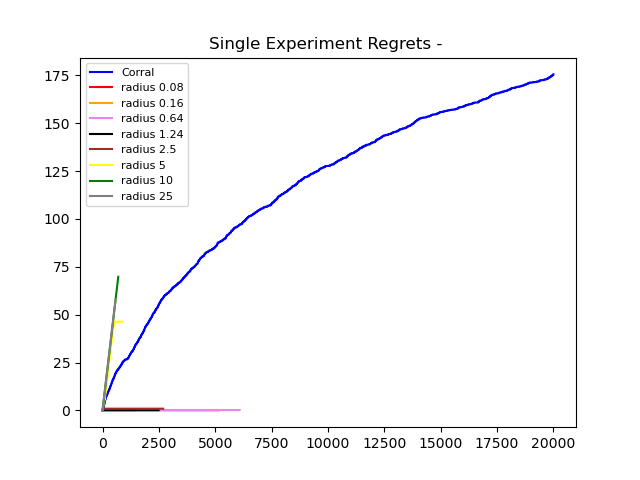 Single Experiment Regrets -
Corral
radius 0.08
radius 0.16
radius 0.64
radius 1.24
radius 2.5
radius 5
radius 10
radius 25
175
150
125
100
75
50
25
0
0 2500 5000 7500 10000 12500 15000 17500 20000